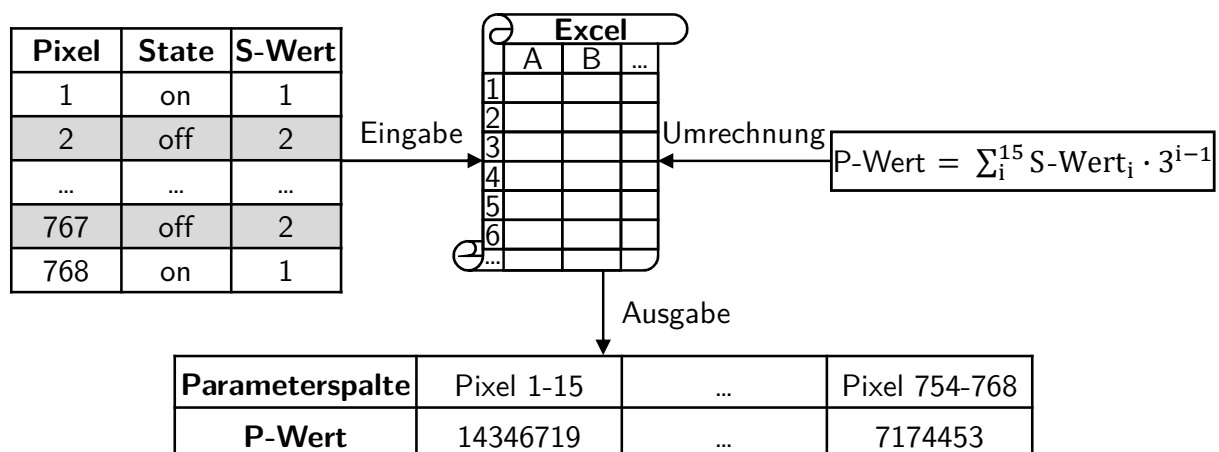 Pixel State S-Wert
1 on 1
2 off 2
... ... ...
767 off 2
768 on 1
Eingabe
Excel
A B ...
1
2
3
4
5
6
...
Umrechnung
P-Wert = ∑ᵢ¹⁵ S-Wertᵢ · 3ⁱ⁻¹
Ausgabe
Parameterspalte Pixel 1-15 ... Pixel 754-768
P-Wert 14346719 ... 7174453